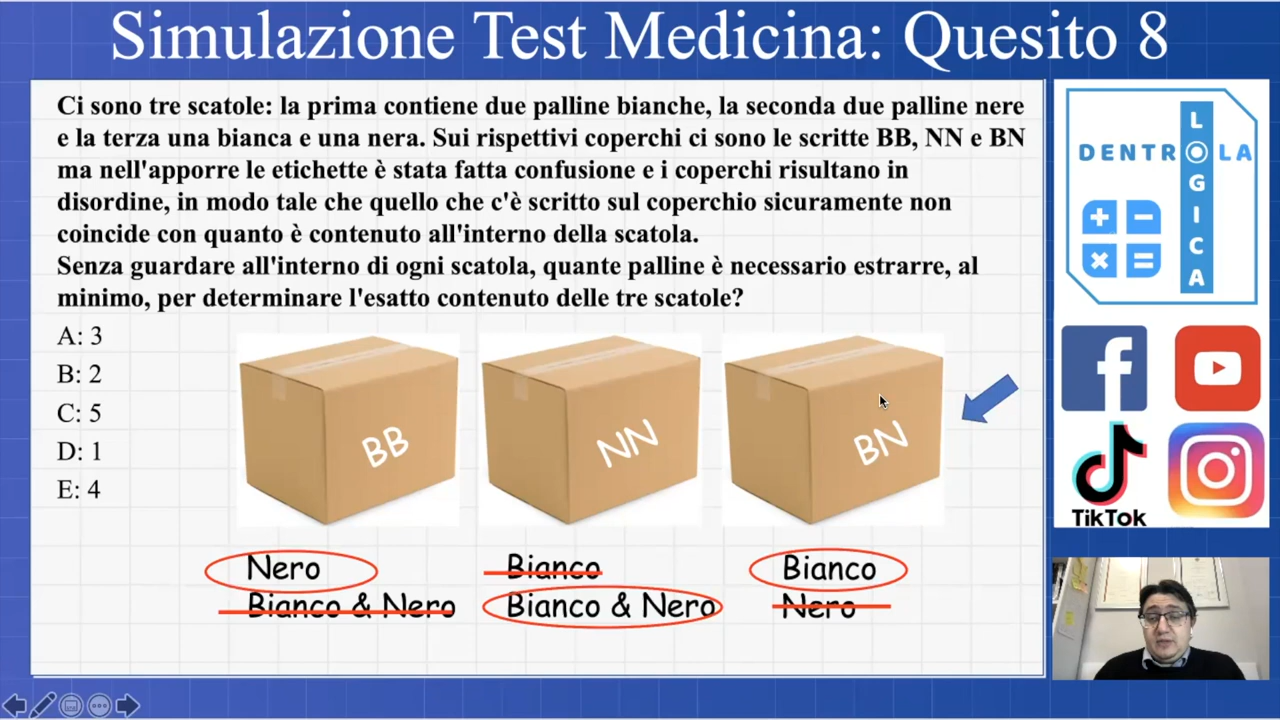 Simulazione Test Medicina: Quesito 8
Ci sono tre scatole: la prima contiene due palline bianche, la seconda due palline nere
e la terza una bianca e una nera. Sui rispettivi coperchi ci sono le scritte BB, NN e BN
ma nell'apporre le etichette è stata fatta confusione e i coperchi risultano in
disordine, in modo tale che quello che c'è scritto sul coperchio sicuramente non
coincide con quanto è contenuto all'interno della scatola.
Senza guardare all'interno di ogni scatola, quante palline è necessario estrarre, al
minimo, per determinare l'esatto contenuto delle tre scatole?
A: 3
B: 2
C: 5
D: 1
E: 4
BB
NN
BN
Nero
Bianco & Nero
Bianco
Bianco & Nero
Bianco
Nero
DENTRO LA
LOGICA
TikTok